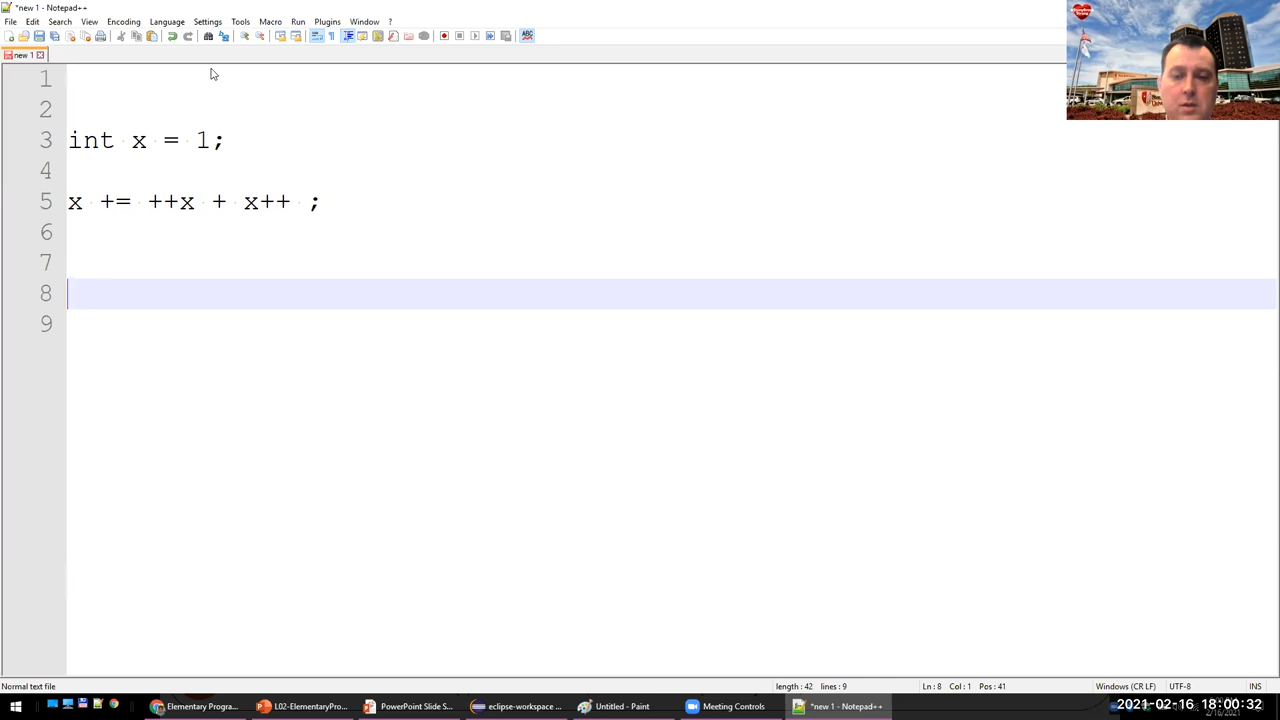 *new 1 - Notepad++
File Edit Search View Encoding Language Settings Tools Macro Run Plugins Window ?
new 1
1
2
3 int x = 1;
4
5 x += ++x + x++ ;
6
7
8
9
Normal text file length: 42 lines: 9 Ln: 8 Col: 1 Pos: 41 Windows (CR LF) UTF-8 INS
Elementary Progra... L02-ElementaryPro... PowerPoint Slide S... eclipse-workspace ... Untitled - Paint Meeting Controls *new 1 - Notepad++ 2021-02-16 18:00:32